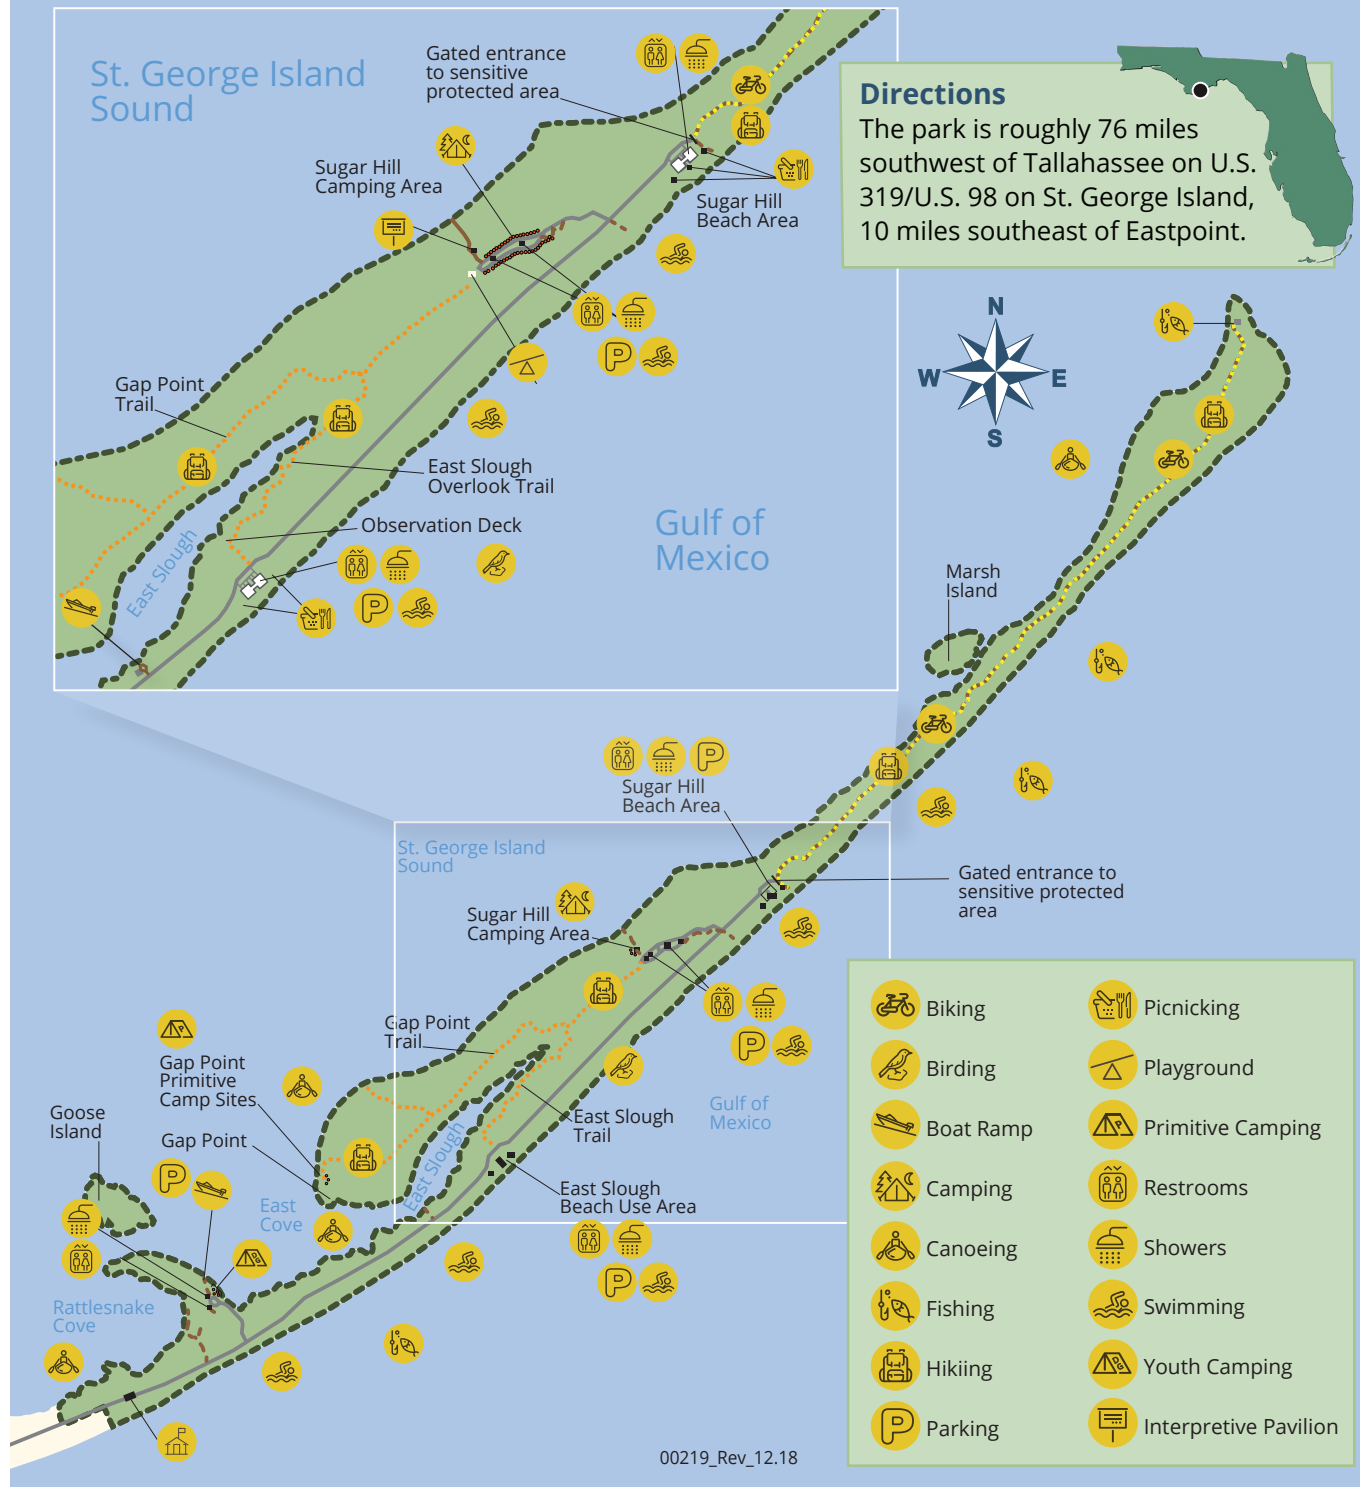 St. George Island
Sound
Gated entrance
to sensitive
protected area
Sugar Hill
Camping Area
Sugar Hill
Beach Area
Gap Point
Trail
East Slough
Overlook Trail
Observation Deck
East Slough
Gulf of
Mexico
Directions
The park is roughly 76 miles
southwest of Tallahassee on U.S.
319/U.S. 98 on St. George Island,
10 miles southeast of Eastpoint.
N
W
E
S
Marsh
Island
Sugar Hill
Beach Area
St. George Island
Sound
Gated entrance to
sensitive protected
area
Sugar Hill
Camping Area
Gap Point
Trail
Gap Point
Primitive
Camp Sites
Goose
Island
Gap Point
East Slough
East Slough
Trail
Gulf of
Mexico
East Slough
Beach Use Area
East
Cove
Rattlesnake
Cove
Biking
Birding
Boat Ramp
Camping
Canoeing
Fishing
Hikiing
Parking
Picnicking
Playground
Primitive Camping
Restrooms
Showers
Swimming
Youth Camping
Interpretive Pavilion
00219_Rev_12.18